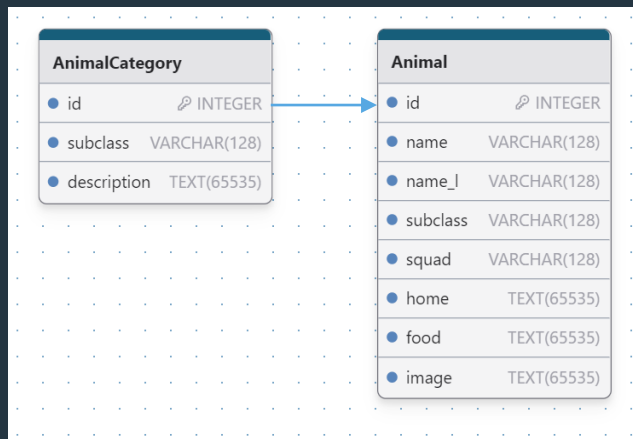 AnimalCategory
id INTEGER
subclass VARCHAR(128)
description TEXT(65535)
Animal
id INTEGER
name VARCHAR(128)
name_l VARCHAR(128)
subclass VARCHAR(128)
squad VARCHAR(128)
home TEXT(65535)
food TEXT(65535)
image TEXT(65535)